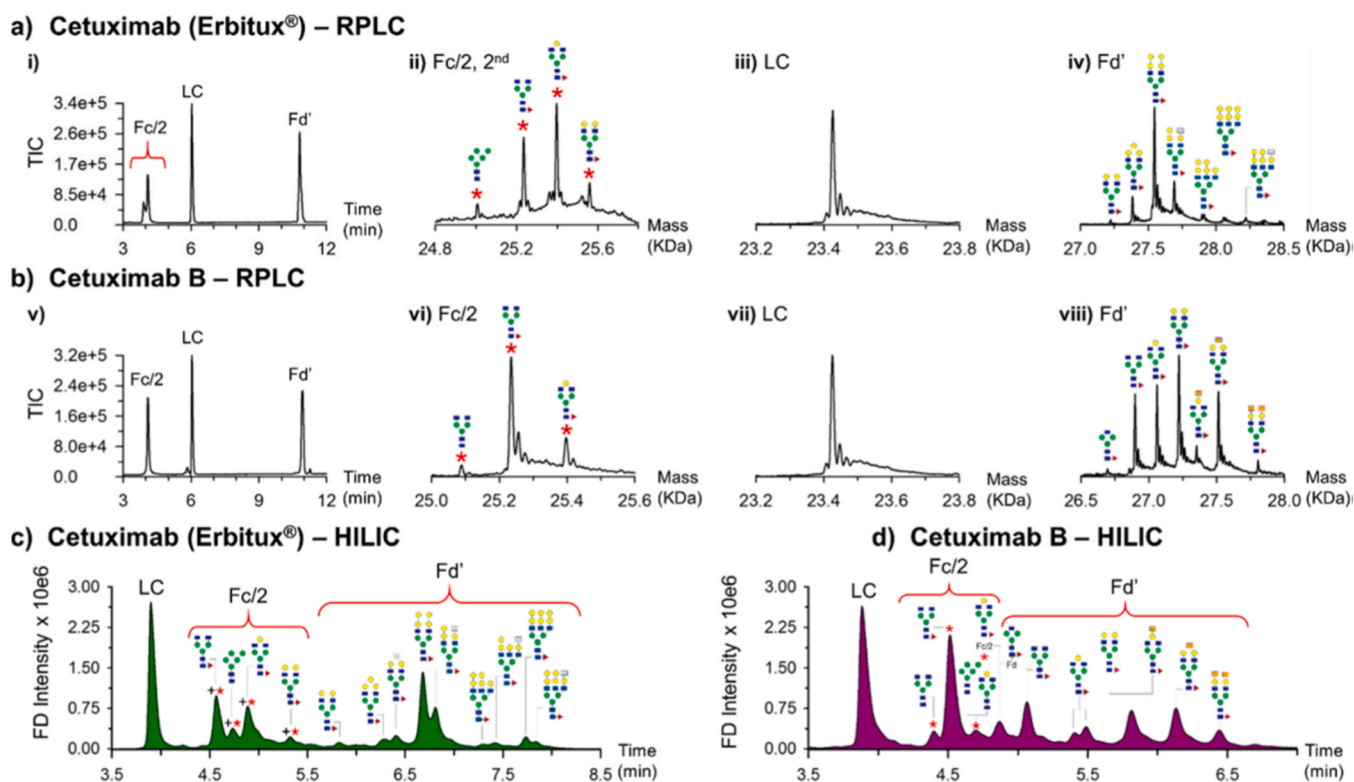 a) Cetuximab (Erbitux®) – RPLC
i)
ii) Fc/2, 2nd
iii) LC
iv) Fd'
TIC
3.4e+5
2.6e+5
1.7e+5
8.5e+4
0.0
Fc/2
LC
Fd'
3 6 9 12
Time
(min)
24.8 25.2 25.6
Mass
(KDa)
23.2 23.4 23.6 23.8
Mass
(KDa)
27.0 27.5 28.0 28.5
Mass
(KDa)
b) Cetuximab B – RPLC
v)
vi) Fc/2
vii) LC
viii) Fd'
TIC
3.2e+5
2.4e+6
1.6e+5
8.0e+4
0.0
Fc/2
LC
Fd'
3 6 9 12
Time
(min)
25.0 25.2 25.4 25.6
Mass
(KDa)
23.2 23.4 23.6 23.8
Mass
(KDa)
26.5 27.0 27.5 28.0
Mass
(KDa)
c) Cetuximab (Erbitux®) – HILIC
FD Intensity x 10e6
3.00
2.25
1.50
0.75
0.00
LC
Fc/2
Fd'
3.5 4.5 5.5 6.5 7.5 8.5
Time
(min)
d) Cetuximab B – HILIC
FD Intensity x 10e6
3.00
2.25
1.50
0.75
0.00
LC
Fc/2
Fd'
Fc/2
Fd
3.5 4.5 5.5 6.5
Time
(min)